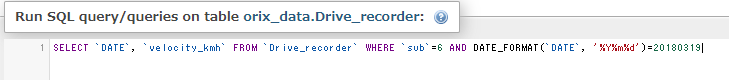 Run SQL query/queries on table orix_data.Drive_recorder:
1 SELECT `DATE`, `velocity_kmh` FROM `Drive_recorder` WHERE `sub`=6 AND DATE_FORMAT(`DATE`, '%Y%m%d')=20180319